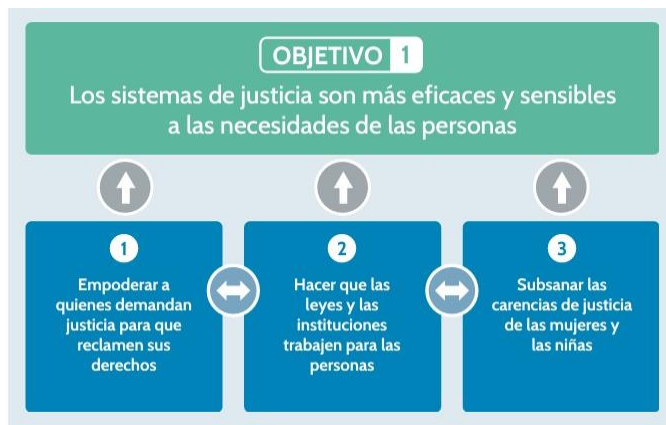 OBJETIVO 1
Los sistemas de justicia son más eficaces y sensibles
a las necesidades de las personas
1
Empoderar a
quienes demandan
justicia para que
reclamen sus
derechos
2
Hacer que las
leyes y las
instituciones
trabajen para las
personas
3
Subsanar las
carencias de justicia
de las mujeres y
las niñas